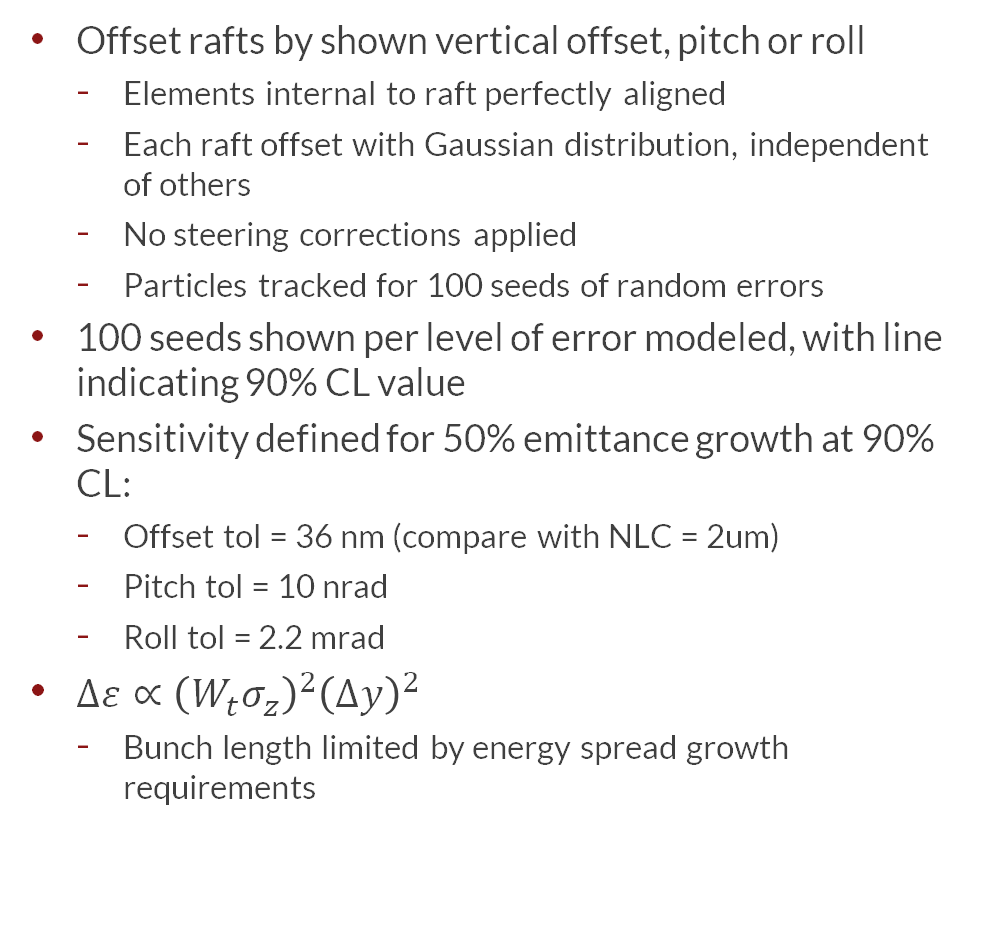 • Offset rafts by shown vertical offset, pitch or roll
- Elements internal to raft perfectly aligned
- Each raft offset with Gaussian distribution, independent
of others
- No steering corrections applied
- Particles tracked for 100 seeds of random errors
• 100 seeds shown per level of error modeled, with line
indicating 90% CL value
• Sensitivity defined for 50% emittance growth at 90%
CL:
- Offset tol = 36 nm (compare with NLC = 2um)
- Pitch tol = 10 nrad
- Roll tol = 2.2 mrad
• Δε ∝ (W_tσ_z)²(Δy)²
- Bunch length limited by energy spread growth
requirements